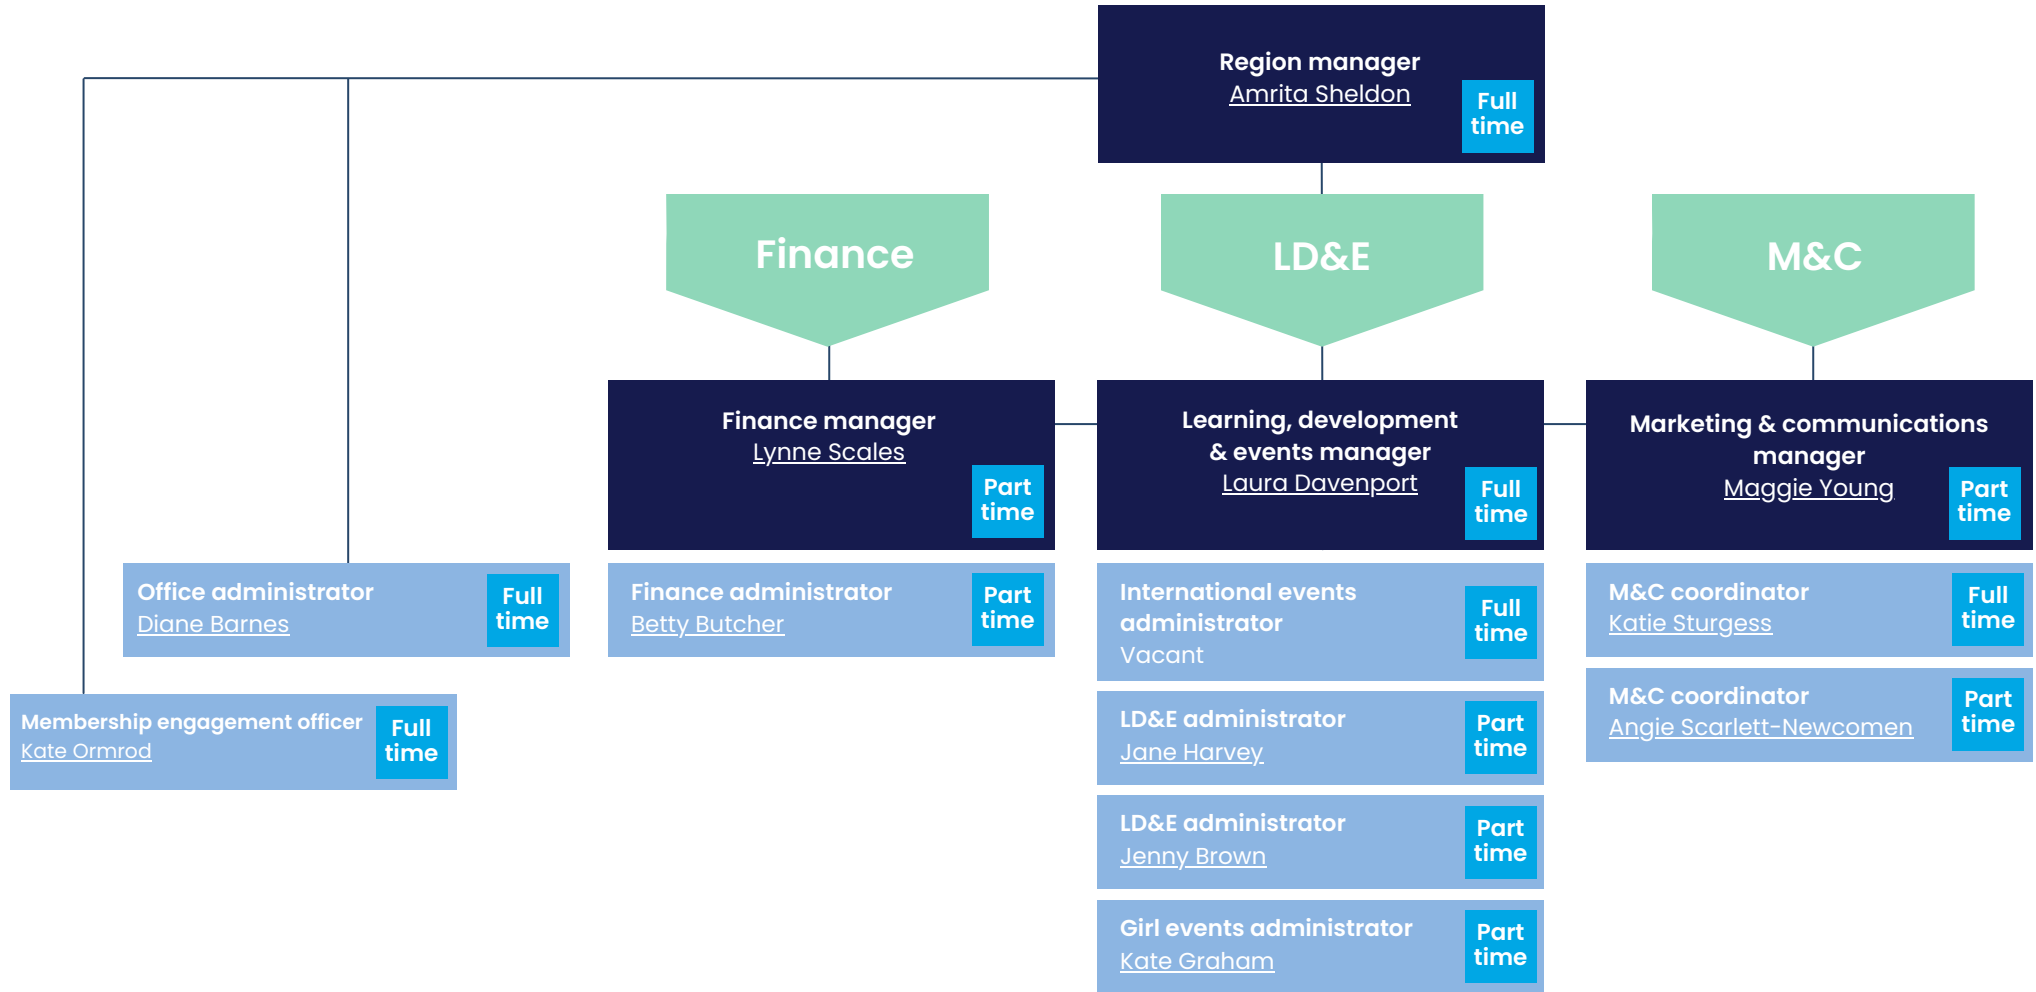 Region manager
Amrita Sheldon
Full
time
Finance
LD&E
M&C
Finance manager
Lynne Scales
Part
time
Learning, development
& events manager
Laura Davenport
Full
time
Marketing & communications
manager
Maggie Young
Part
time
Office administrator
Diane Barnes
Full
time
Membership engagement officer
Kate Ormrod
Full
time
Finance administrator
Betty Butcher
Part
time
International events
administrator
Vacant
Full
time
LD&E administrator
Jane Harvey
Part
time
LD&E administrator
Jenny Brown
Part
time
Girl events administrator
Kate Graham
Part
time
M&C coordinator
Katie Sturgess
Full
time
M&C coordinator
Angie Scarlett-Newcomen
Part
time